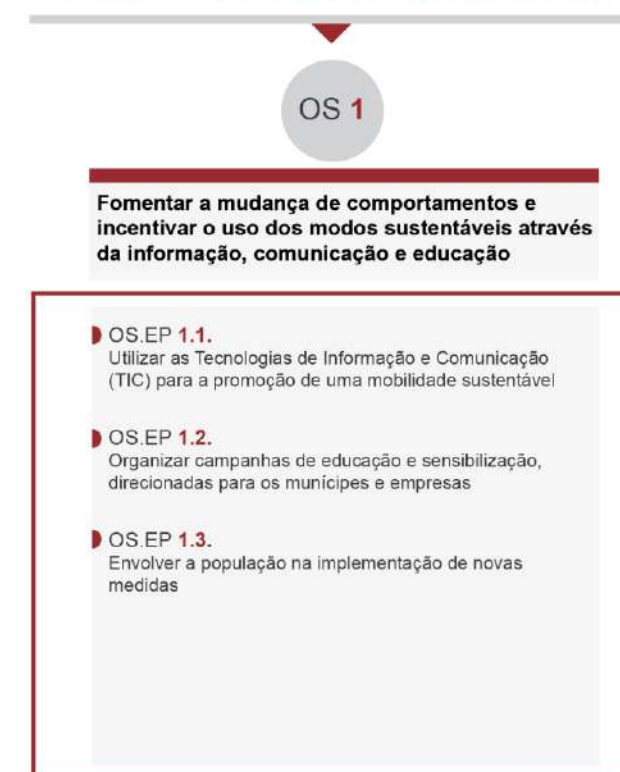 OS 1
Fomentar a mudança de comportamentos e
incentivar o uso dos modos sustentáveis através
da informação, comunicação e educação
OS.EP 1.1.
Utilizar as Tecnologias de Informação e Comunicação
(TIC) para a promoção de uma mobilidade sustentável
OS.EP 1.2.
Organizar campanhas de educação e sensibilização,
direcionadas para os munícipes e empresas
OS.EP 1.3.
Envolver a população na implementação de novas
medidas